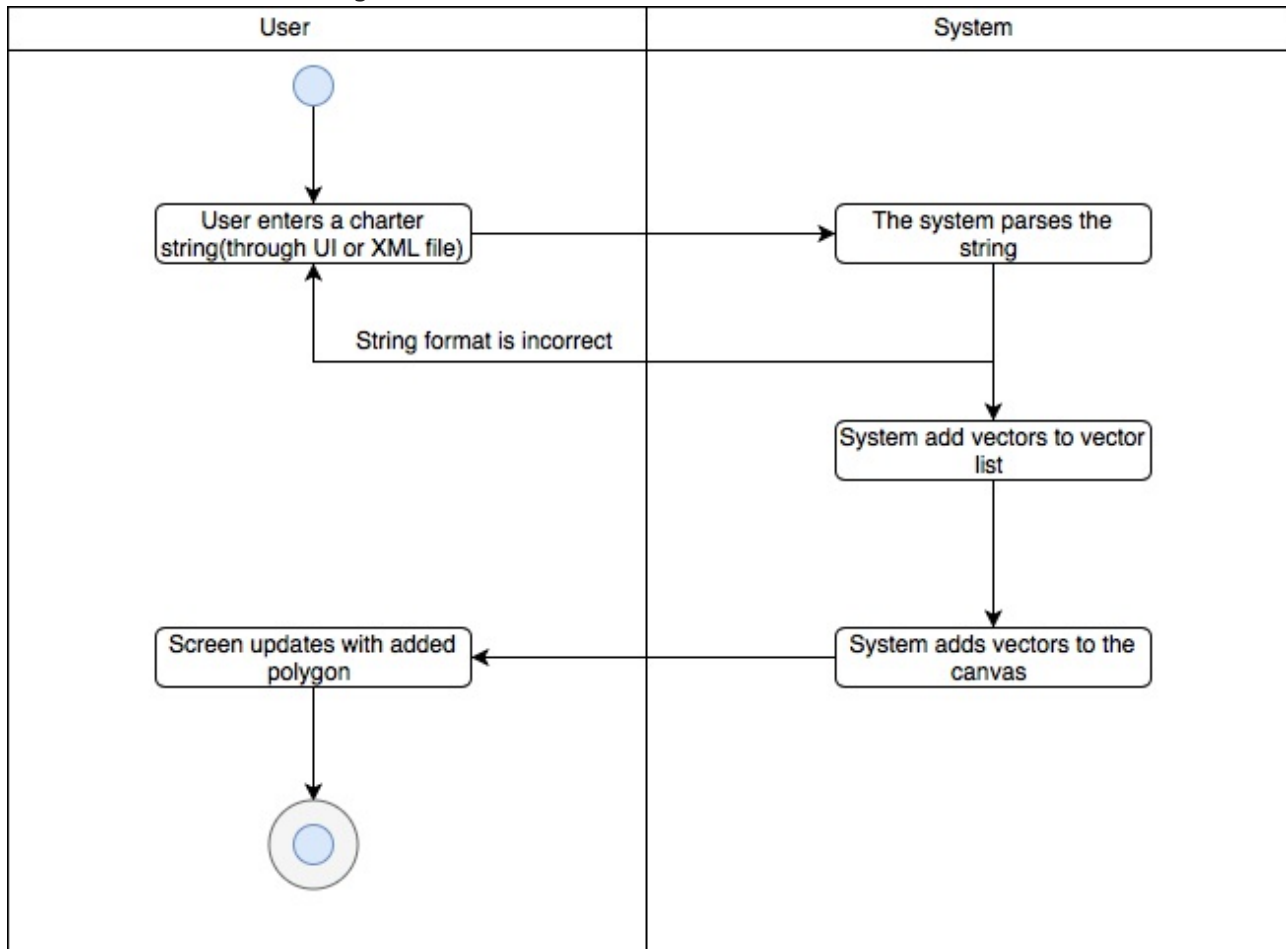 User
System
User enters a charter
string(through UI or XML file)
The system parses the
string
String format is incorrect
System add vectors to vector
list
Screen updates with added
polygon
System adds vectors to the
canvas